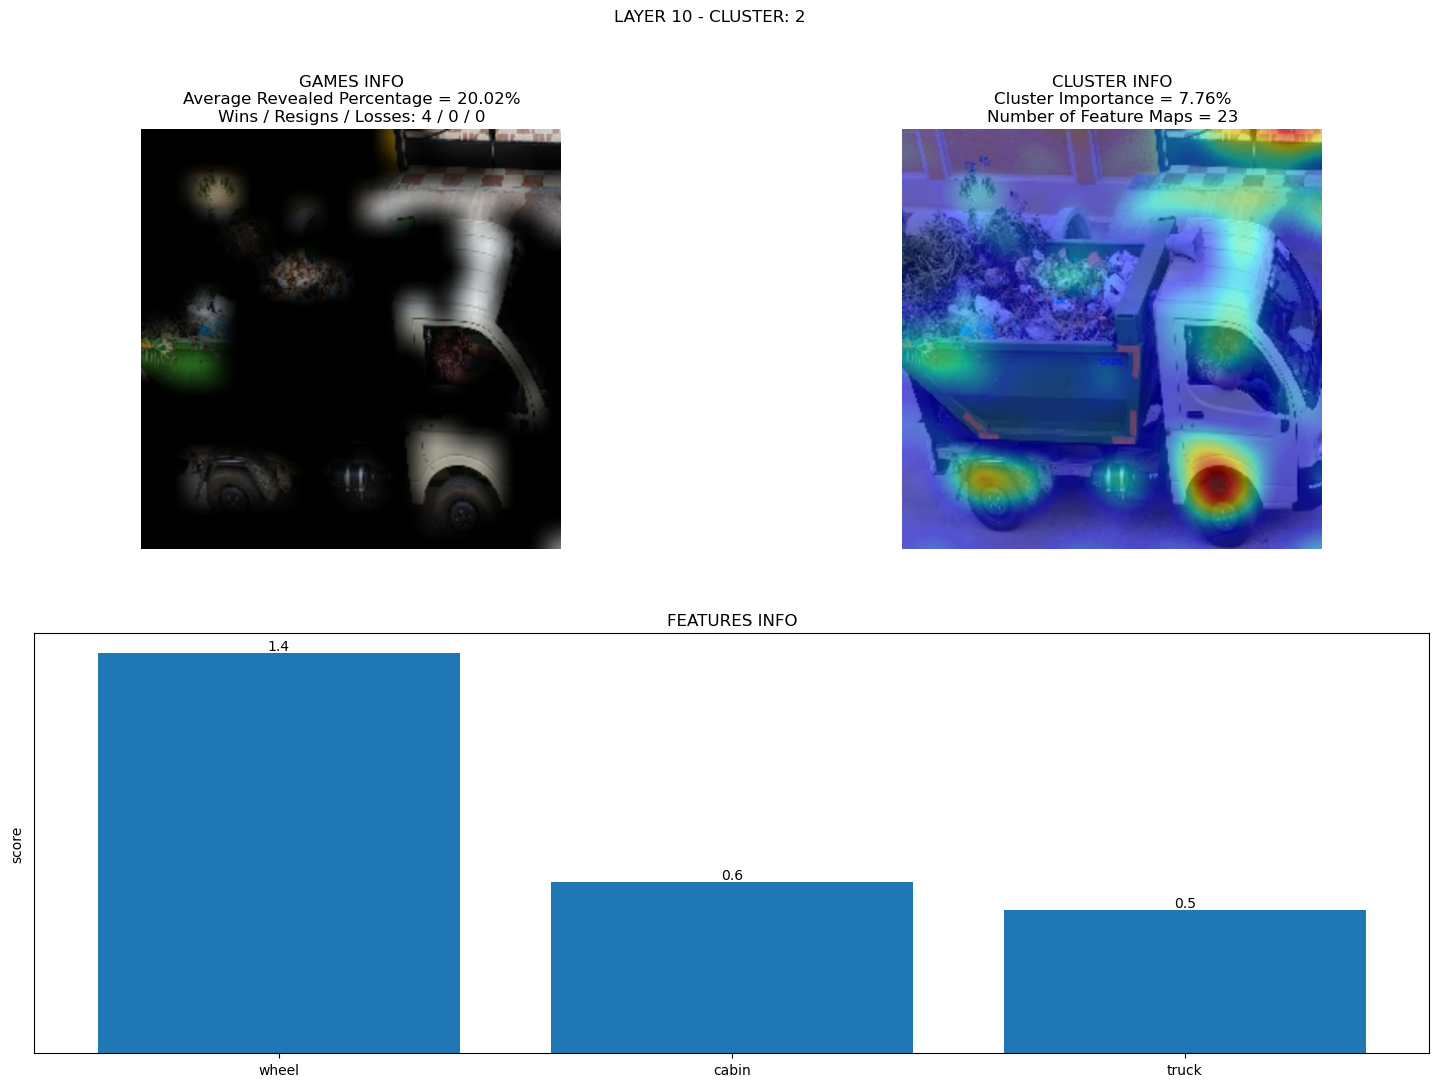 LAYER 10 - CLUSTER: 2
GAMES INFO
Average Revealed Percentage = 20.02%
Wins / Resigns / Losses: 4 / 0 / 0
CLUSTER INFO
Cluster Importance = 7.76%
Number of Feature Maps = 23
FEATURES INFO
score
1.4
0.6
0.5
wheel
cabin
truck